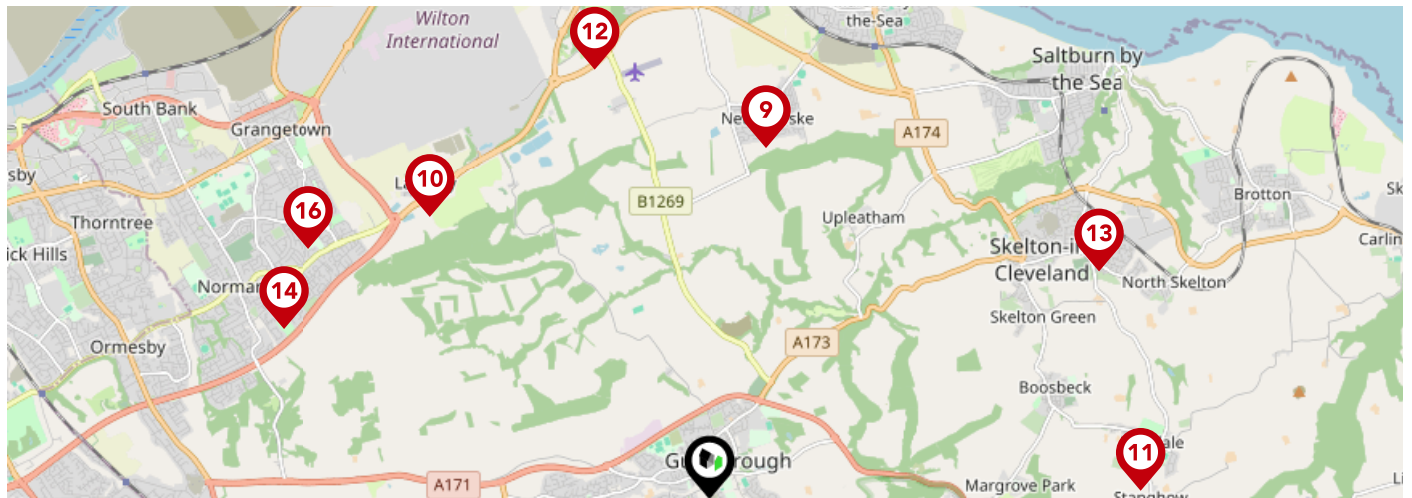 Wilton
International
12
the-Sea
Saltburn by
the Sea
South Bank
Grangetown
9
A174
sby
10
16
B1269
Upleatham
Brotton
Thorntree
13
Skelton-in
Cleveland
Carlin
ick Hills
North Skelton
14
Skelton Green
Ormesby
A173
Boosbeck
11
A171
Margrove Park